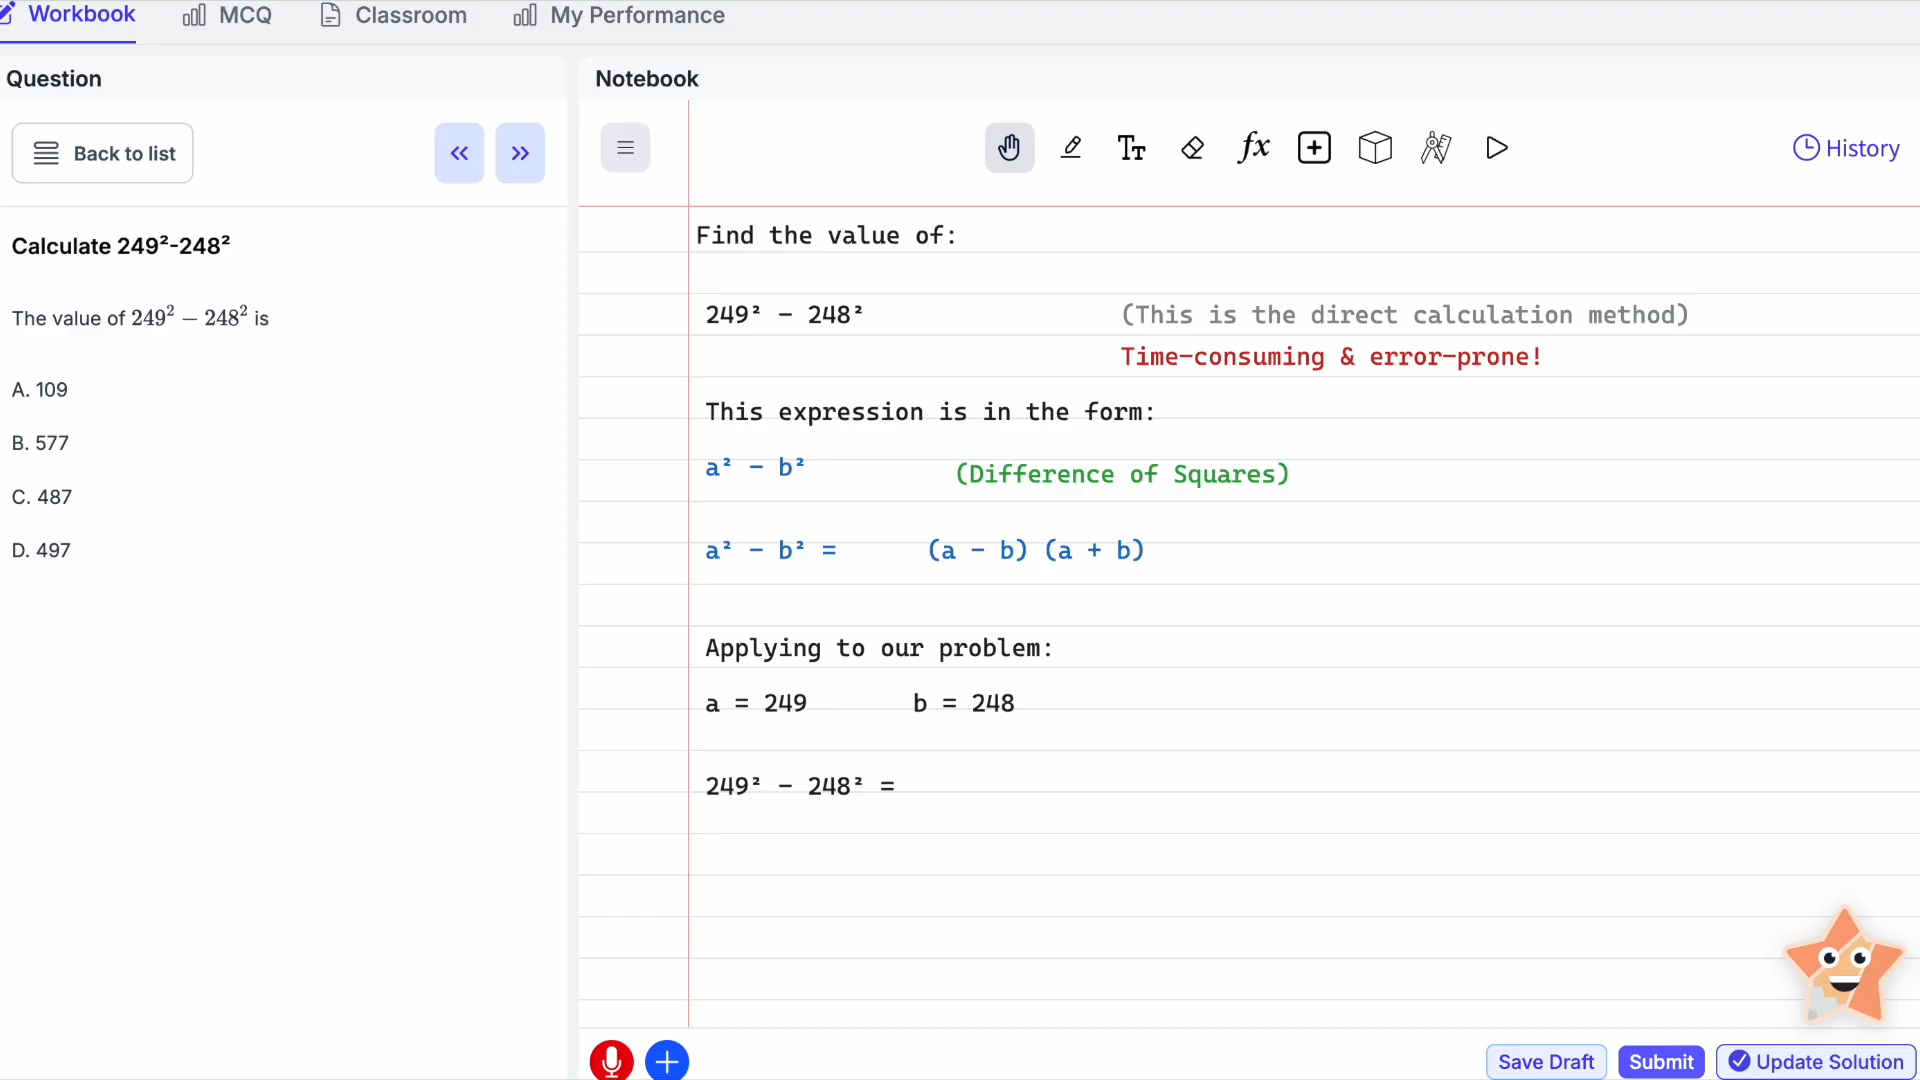 Workbook
MCQ
Classroom
My Performance
Question
Back to list
Calculate 249²-248²
The value of 249² − 248² is
A. 109
B. 577
C. 487
D. 497
Notebook
History
Find the value of:
249² − 248² (This is the direct calculation method)
Time-consuming & error-prone!
This expression is in the form:
a² − b² (Difference of Squares)
a² − b² = (a − b) (a + b)
Applying to our problem:
a = 249 b = 248
249² − 248² =
Save Draft
Submit
Update Solution